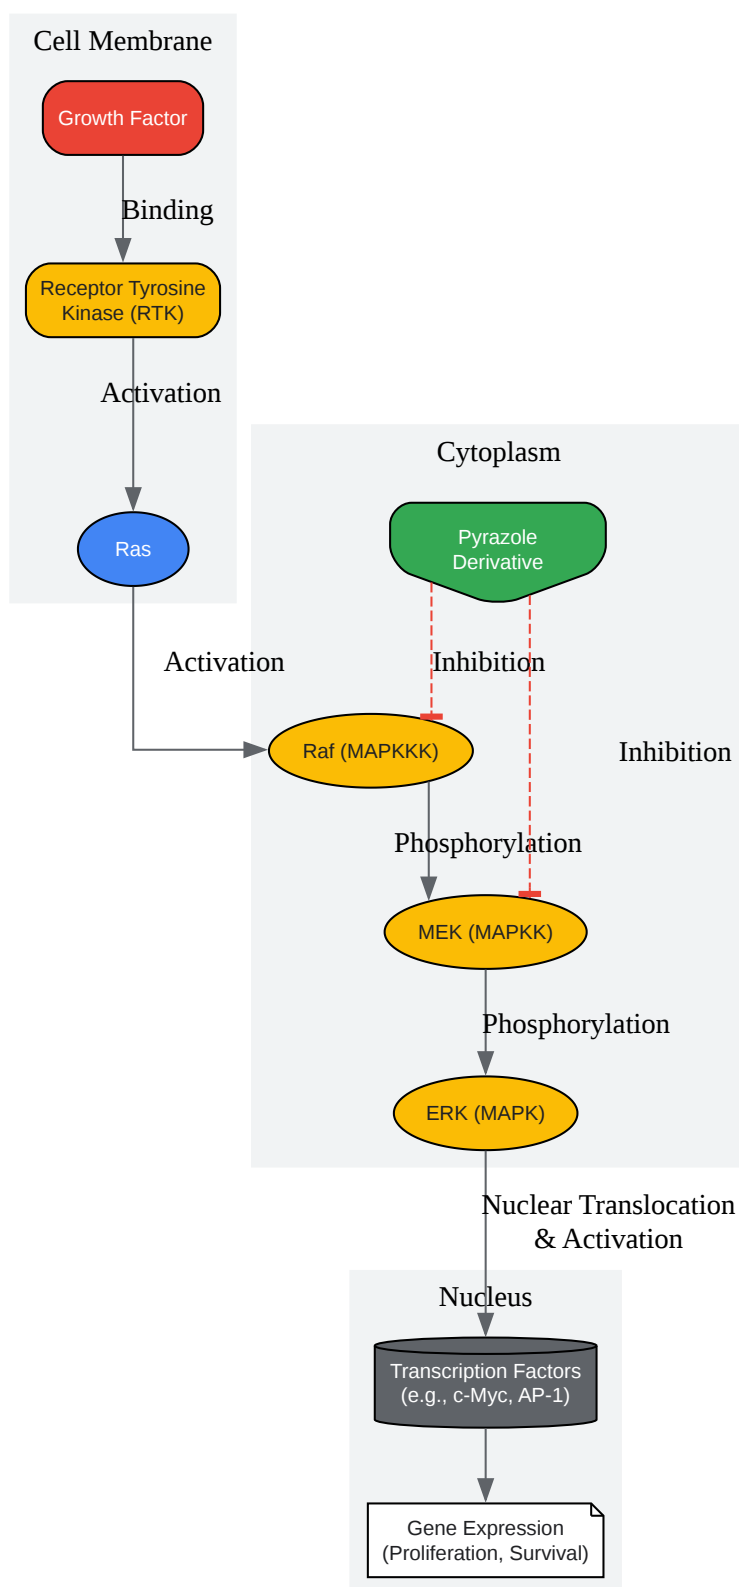 Cell Membrane
Growth Factor
Binding
Receptor Tyrosine
Kinase (RTK)
Activation
Cytoplasm
Pyrazole
Derivative
Ras
Activation
Inhibition
Raf (MAPKKK)
Inhibition
Phosphorylation
MEK (MAPKK)
Phosphorylation
ERK (MAPK)
Nuclear Translocation
& Activation
Nucleus
Transcription Factors
(e.g., c-Myc, AP-1)
Gene Expression
(Proliferation, Survival)